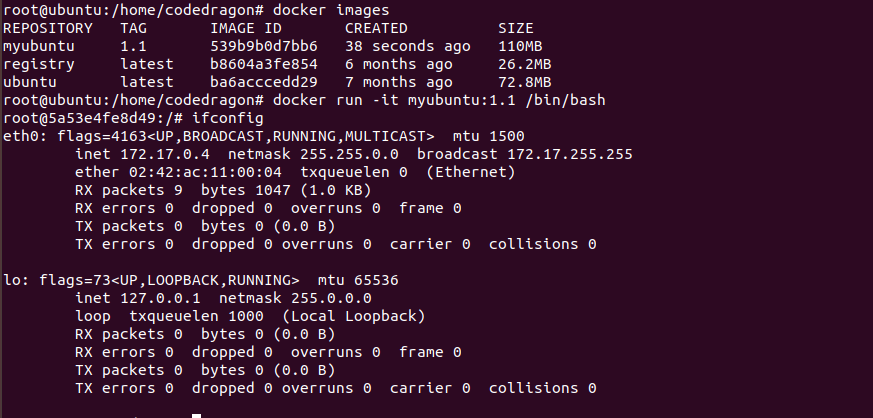 root@ubuntu:/home/codedragon# docker images
REPOSITORY   TAG       IMAGE ID       CREATED          SIZE
myubuntu     1.1       539b9b0d7bb6   38 seconds ago   110MB
registry     latest    b8604a3fe854   6 months ago     26.2MB
ubuntu       latest    ba6acccedd29   7 months ago     72.8MB
root@ubuntu:/home/codedragon# docker run -it myubuntu:1.1 /bin/bash
root@5a53e4fe8d49:/# ifconfig
eth0: flags=4163<UP,BROADCAST,RUNNING,MULTICAST>  mtu 1500
        inet 172.17.0.4  netmask 255.255.0.0  broadcast 172.17.255.255
        ether 02:42:ac:11:00:04  txqueuelen 0  (Ethernet)
        RX packets 9  bytes 1047 (1.0 KB)
        RX errors 0  dropped 0  overruns 0  frame 0
        TX packets 0  bytes 0 (0.0 B)
        TX errors 0  dropped 0 overruns 0  carrier 0  collisions 0

lo: flags=73<UP,LOOPBACK,RUNNING>  mtu 65536
        inet 127.0.0.1  netmask 255.0.0.0
        loop  txqueuelen 1000  (Local Loopback)
        RX packets 0  bytes 0 (0.0 B)
        RX errors 0  dropped 0  overruns 0  frame 0
        TX packets 0  bytes 0 (0.0 B)
        TX errors 0  dropped 0 overruns 0  carrier 0  collisions 0